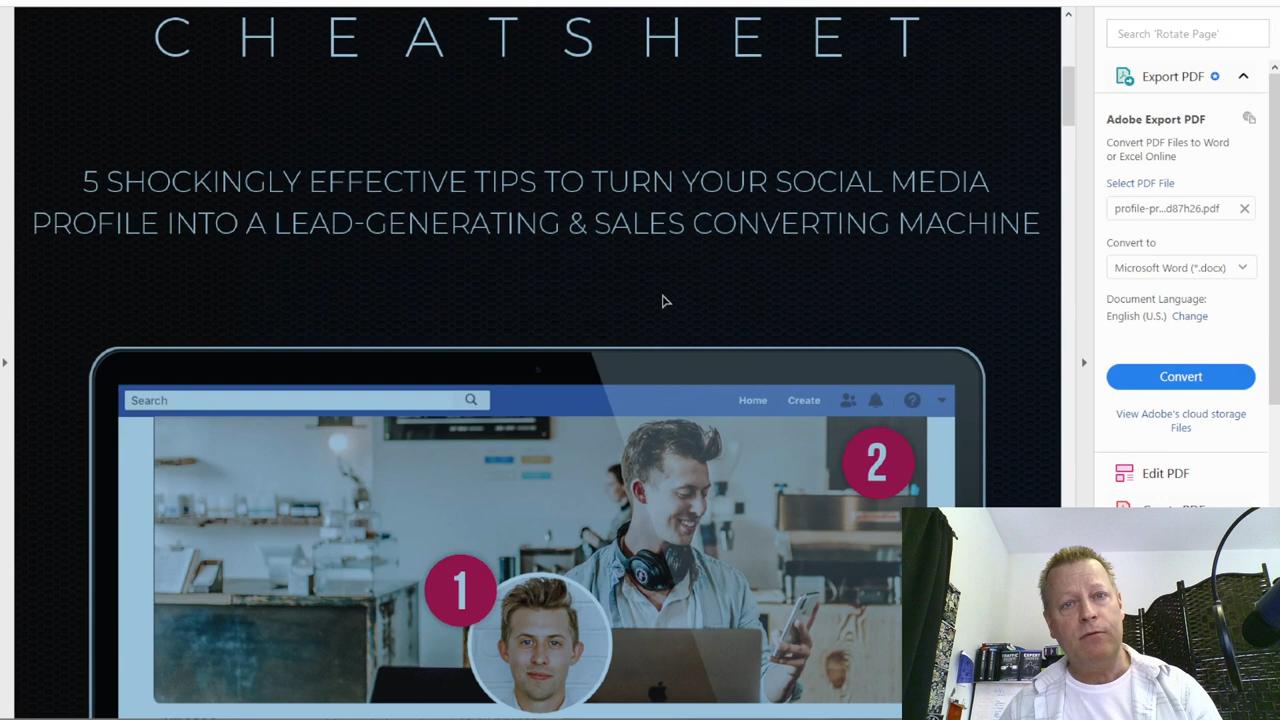 CHEATSHEET
5 SHOCKINGLY EFFECTIVE TIPS TO TURN YOUR SOCIAL MEDIA
PROFILE INTO A LEAD-GENERATING & SALES CONVERTING MACHINE
Search
Home
Create
2
1
Search 'Rotate Page'
Export PDF
Adobe Export PDF
Convert PDF Files to Word
or Excel Online
Select PDF File
profile-pr...d87h26.pdf
Convert to
Microsoft Word (*.docx)
Document Language:
English (U.S.) Change
Convert
View Adobe's cloud storage
Files
Edit PDF
TRAFFIC
EXPERT